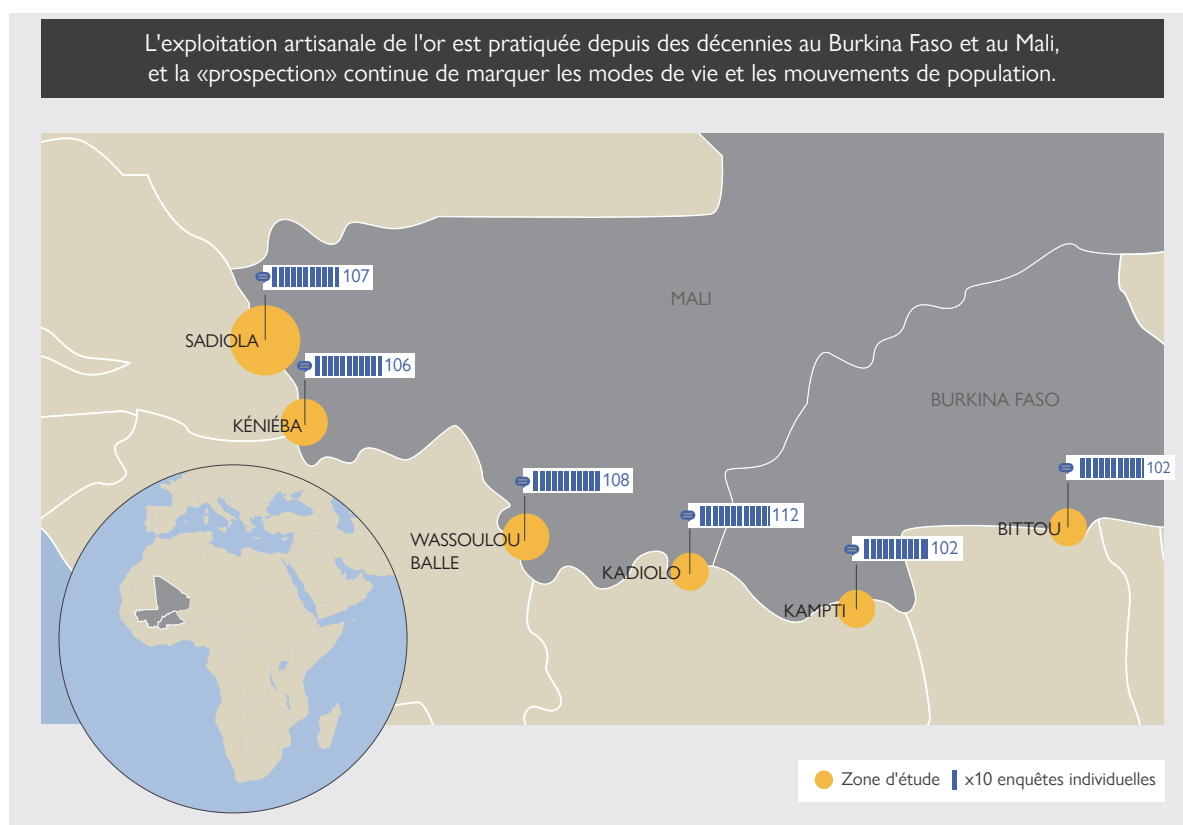 L'exploitation artisanale de l'or est pratiquée depuis des décennies au Burkina Faso et au Mali,
et la «prospection» continue de marquer les modes de vie et les mouvements de population.
107
MALI
SADIOLA
106
BURKINA FASO
KÉNIÉBA
102
108
112
BITTOU
WASSOULOU
BALLE
102
KADIOLO
KAMPTI
Zone d'étude
x10 enquêtes individuelles